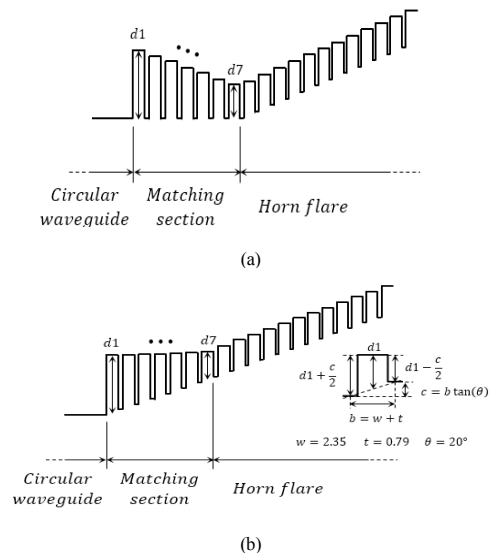 d1
• • •
d7
Circular waveguide
Matching section
Horn flare
(a)
d1
• • •
d7
d1
d1 + c/2
d1 − c/2
c = b tan(θ)
b = w + t
w = 2.35 t = 0.79 θ = 20°
Circular waveguide
Matching section
Horn flare
(b)